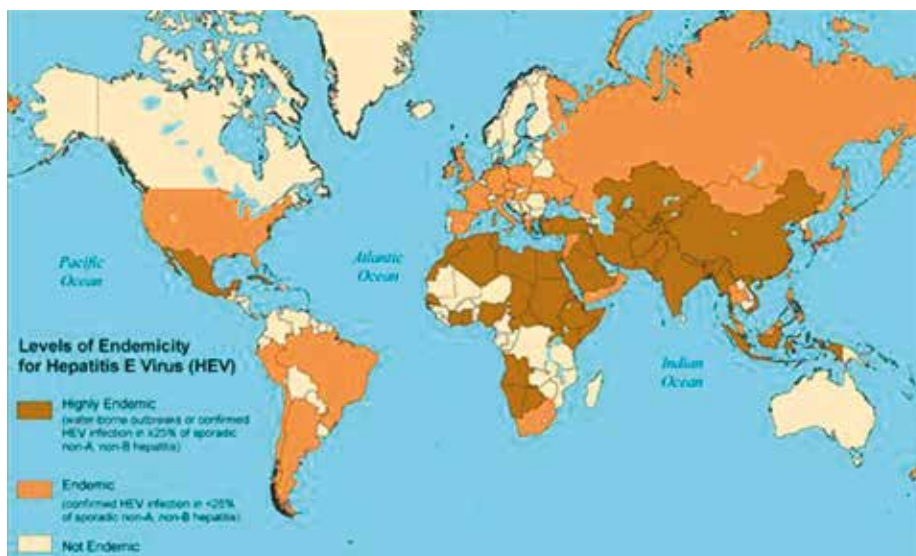 Pacific
Ocean
Atlantic
Ocean
Indian
Ocean
Levels of Endemicity
for Hepatitis E Virus (HEV)
Highly Endemic
(water-borne outbreaks or confirmed
HEV infection in ≥25% of sporadic
non-A, non-B hepatitis)
Endemic
(confirmed HEV infection in <25%
of sporadic non-A, non-B hepatitis)
Not Endemic